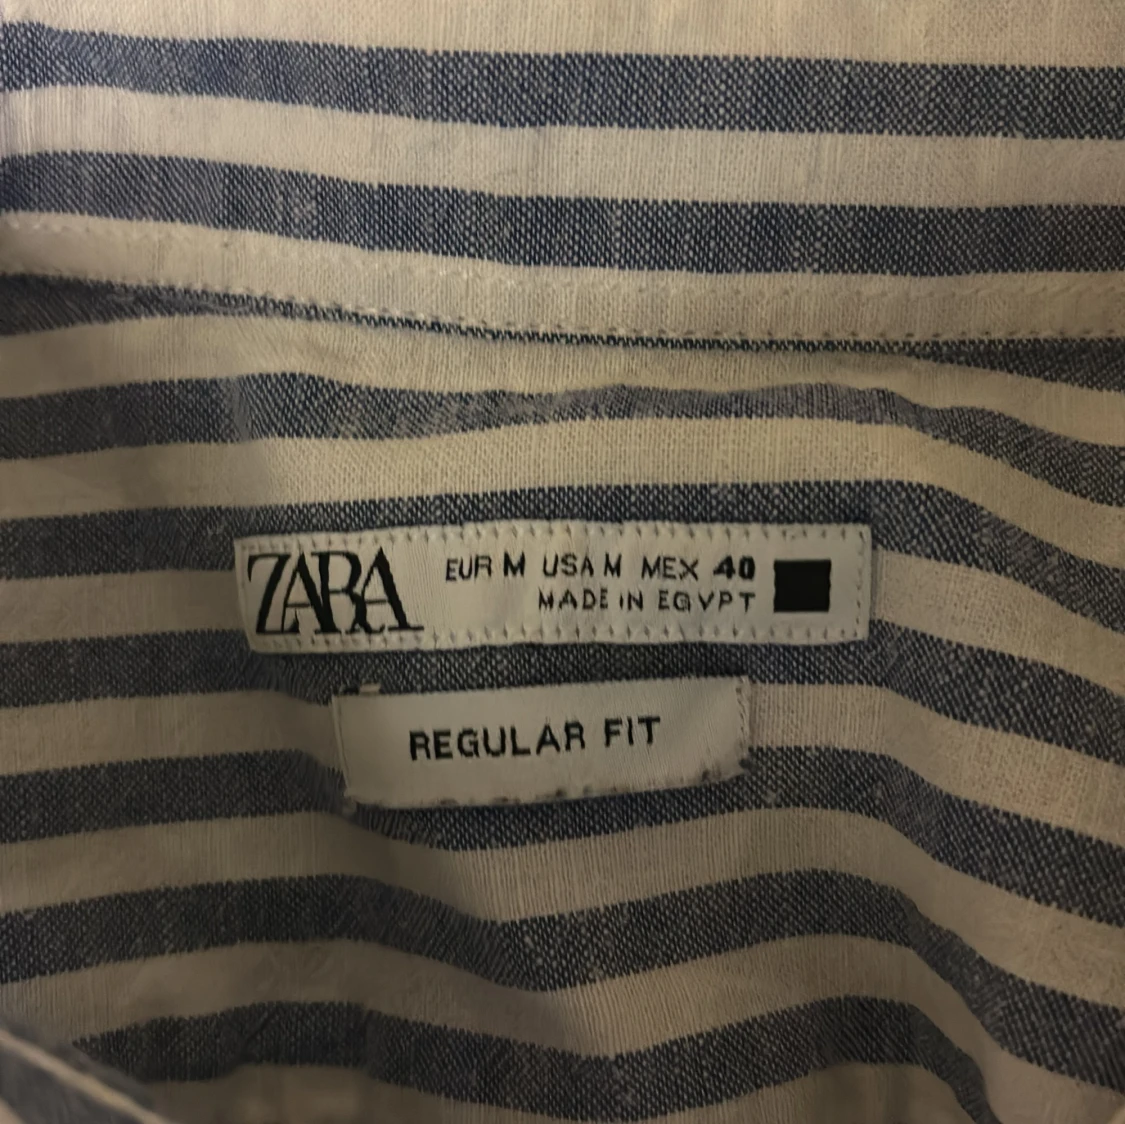 ZARA
EUR M USA M MEX 40
MADE IN EGYPT
REGULAR FIT